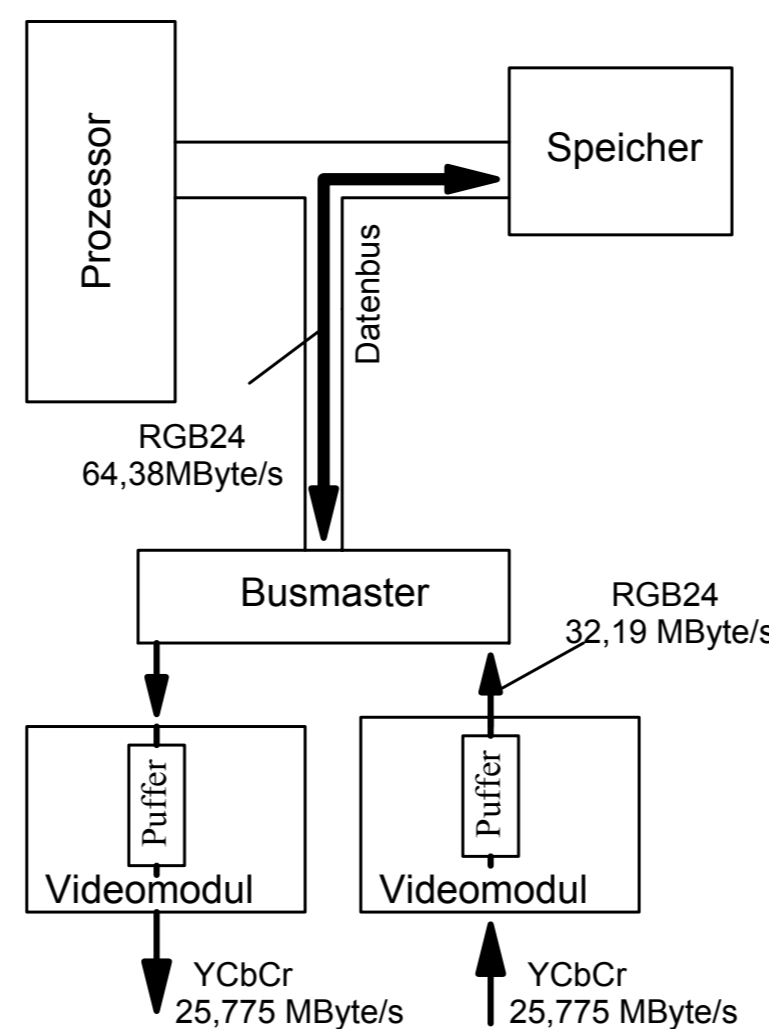 Prozessor
Speicher
Datenbus
RGB24
64,38MByte/s
Busmaster
RGB24
32,19 MByte/s
Puffer
Videomodul
Puffer
Videomodul
YCbCr
25,775 MByte/s
YCbCr
25,775 MByte/s